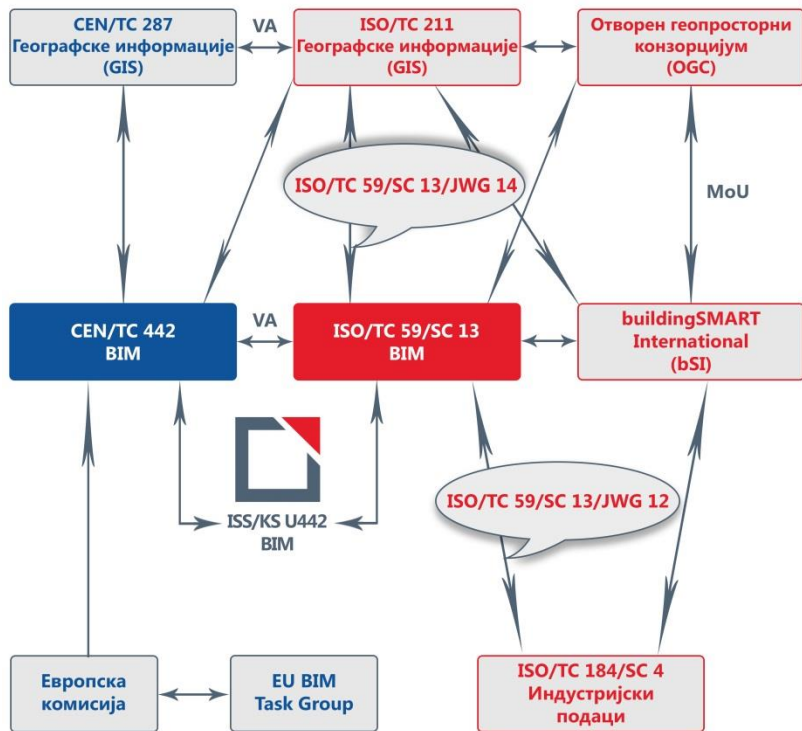 CEN/TC 287
Географске информације
(GIS)
VA
ISO/TC 211
Географске информације
(GIS)
Отворен геопросторни
конзорцијум
(OGC)
ISO/TC 59/SC 13/JWG 14
MoU
CEN/TC 442
BIM
VA
ISO/TC 59/SC 13
BIM
buildingSMART
International
(bSI)
ISS/KS U442
BIM
ISO/TC 59/SC 13/JWG 12
Европска
комисија
EU BIM
Task Group
ISO/TC 184/SC 4
Индустријски
подаци